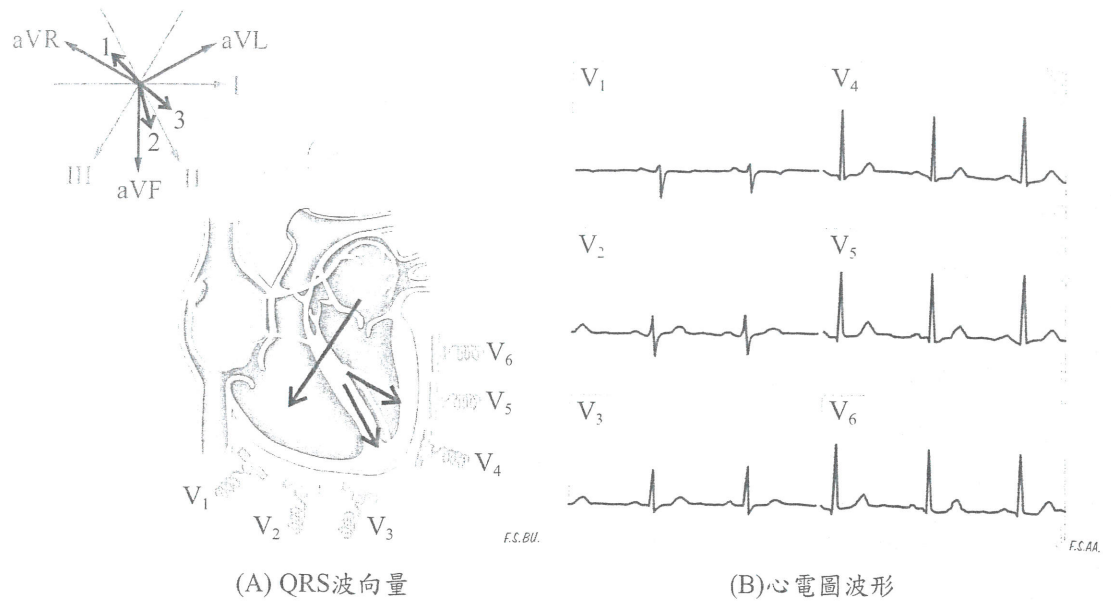 aVR
1
aVL
I
3
2
III
aVF
II
V6
V5
V4
V1
V2
V3
F.S.BU.
(A) QRS波向量
V1
V4
V2
V5
V3
V6
F.S.AA.
(B)心電圖波形